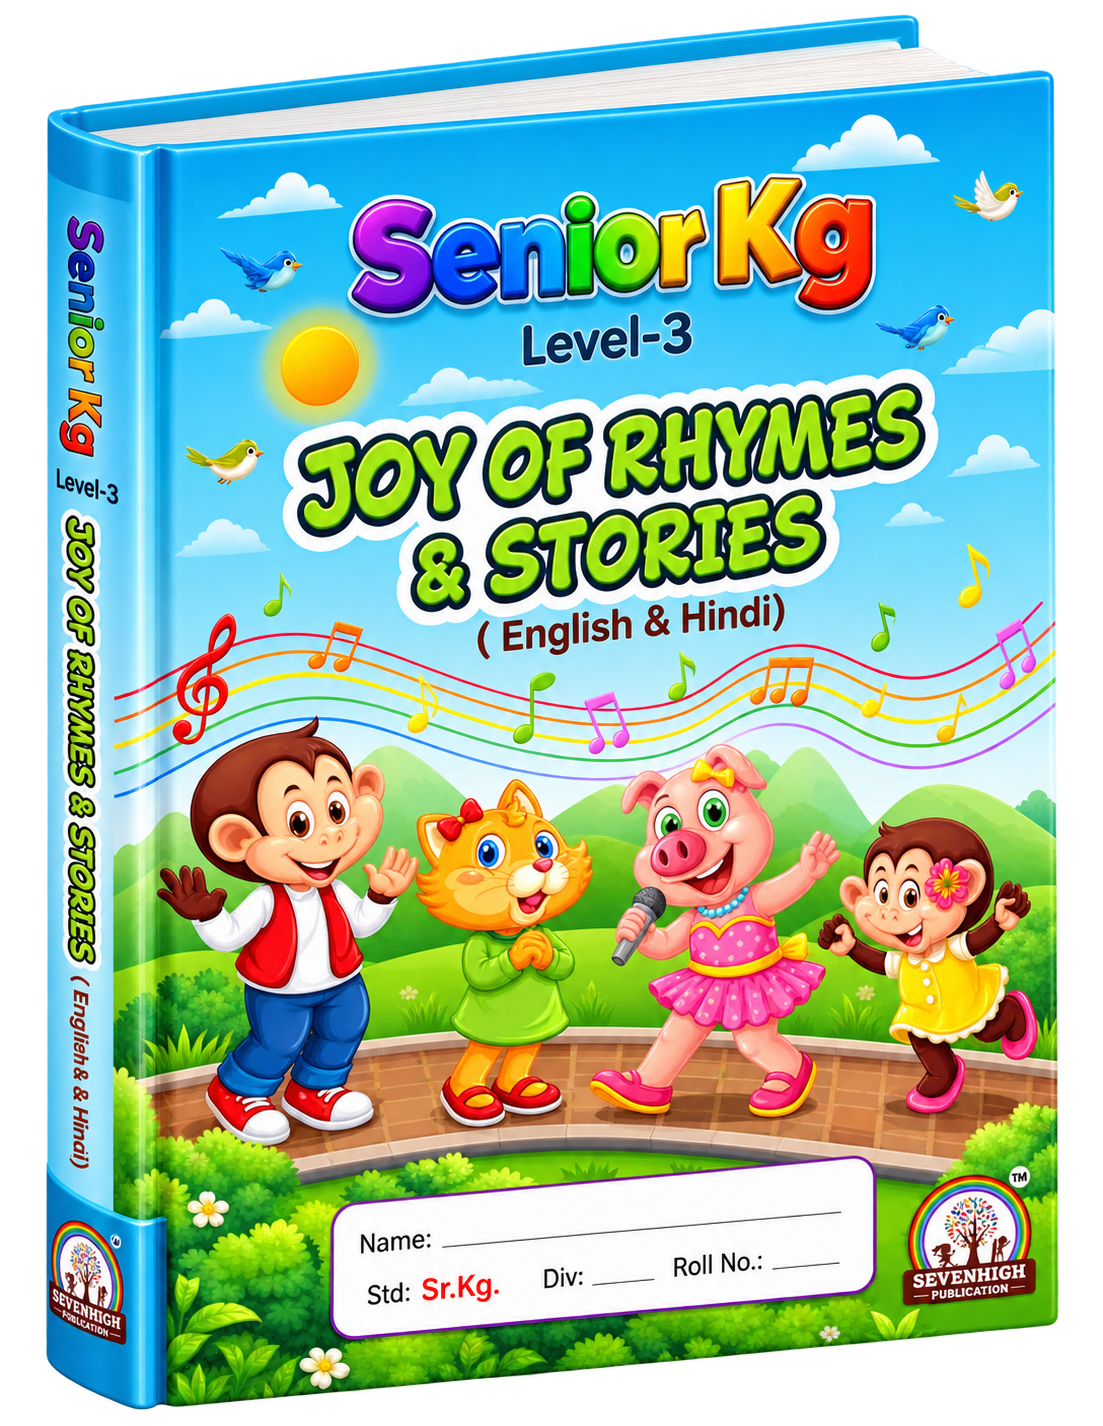 Senior Kg
Level-3
JOY OF RHYMES
& STORIES
( English & Hindi)
Name:
Std: Sr.Kg. Div: Roll No.:
TM
SEVENHIGH
PUBLICATION
Senior Kg
Level-3
JOY OF RHYMES & STORIES
( English & & Hindi)
SEVENHIGH
PUBLICATION